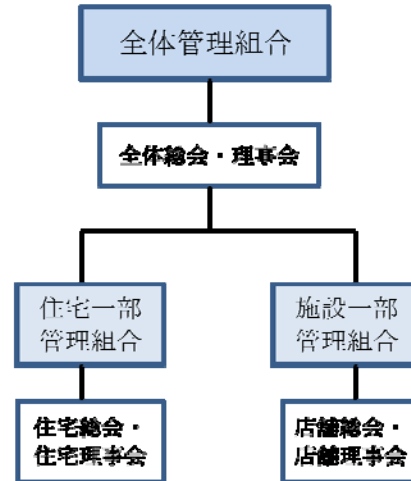 全体管理組合
全体総会・理事会
住宅一部
管理組合
施設一部
管理組合
住宅総会・
住宅理事会
店舗総会・
店舗理事会